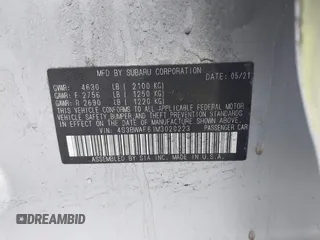 MFD. BY SUBARU CORPORATION DATE: 05/21
GVWR: 4630 LB ( 2100 KG)
GAWR: F 2756 LB ( 1250 KG)
GAWR: R 2690 LB ( 1220 KG)
THIS VEHICLE CONFORMS TO ALL APPLICABLE FEDERAL MOTOR
VEHICLE SAFETY, BUMPER, AND THEFT PREVENTION
STANDARDS IN EFFECT ON THE DATE OF MANUFACTURE
SHOWN ABOVE.
4S3BWAF61M3020223 PASSENGER CAR
ASSEMBLED BY SIA INC. MADE IN U.S.A.
DREAMBID